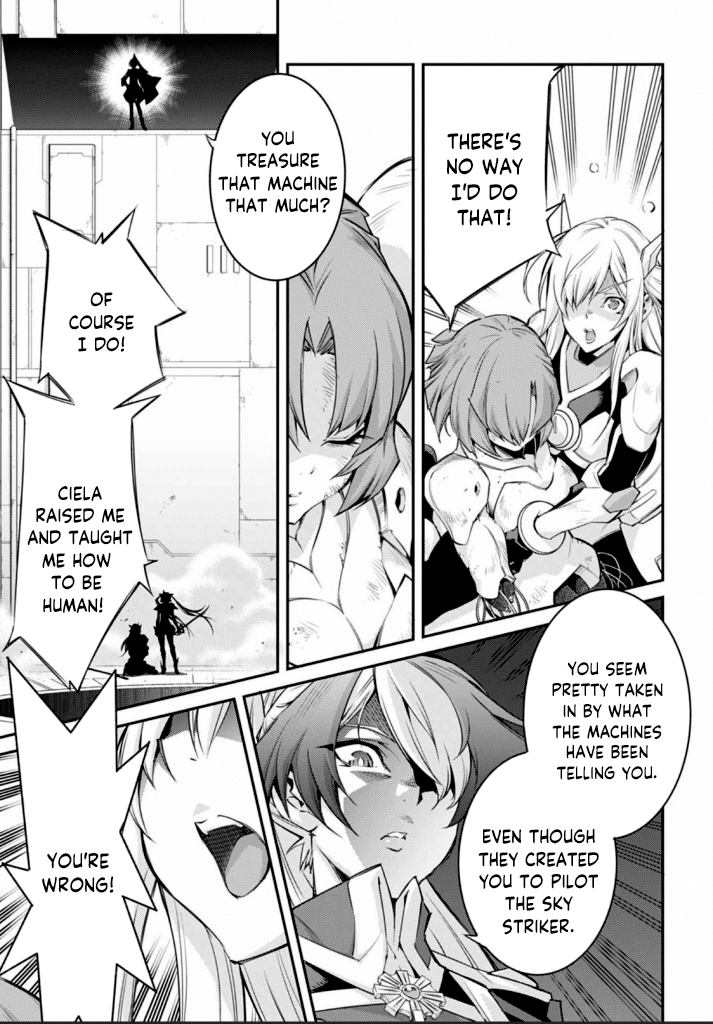 THERE'S
NO WAY
I'D DO
THAT!
YOU
TREASURE
THAT MACHINE
THAT MUCH?
OF
COURSE
I DO!
CIELA
RAISED ME
AND TAUGHT
ME HOW
TO BE
HUMAN!
YOU SEEM
PRETTY TAKEN
IN BY WHAT
THE MACHINES
HAVE BEEN
TELLING YOU.
EVEN THOUGH
THEY CREATED
YOU TO PILOT
THE SKY
STRIKER.
YOU'RE
WRONG!